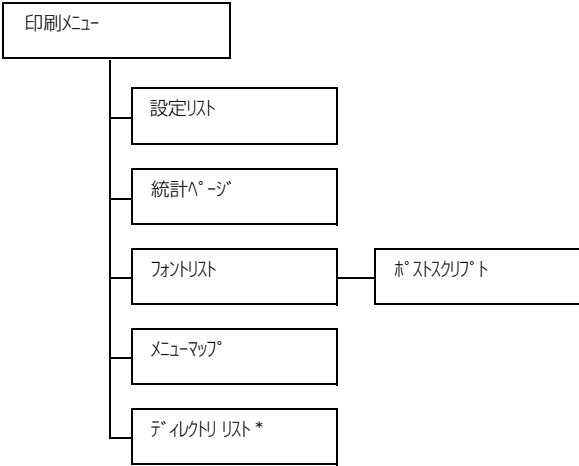 印刷ﾒﾆｭｰ
設定ﾘｽﾄ
統計ﾍﾟｰｼﾞ
ﾌｫﾝﾄﾘｽﾄ
ﾎﾟｽﾄｽｸﾘﾌﾟﾄ
ﾒﾆｭｰﾏｯﾌﾟ
ﾃﾞｨﾚｸﾄﾘ ﾘｽﾄ *